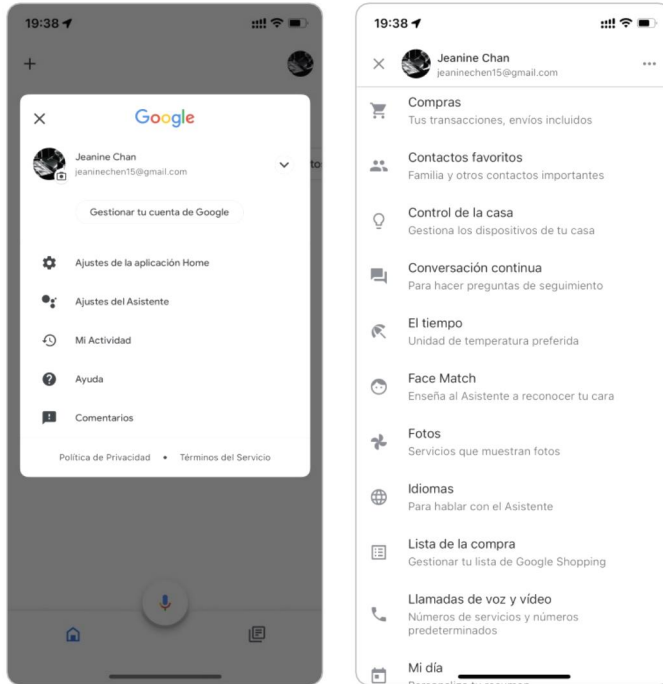 19:38
Google
Jeanine Chan
jeaninechen15@gmail.com
to
Gestionar tu cuenta de Google
Ajustes de la aplicación Home
Ajustes del Asistente
Mi Actividad
Ayuda
Comentarios
Política de Privacidad • Términos del Servicio
19:38
Jeanine Chan
jeaninechen15@gmail.com
Compras
Tus transacciones, envíos incluidos
Contactos favoritos
Familia y otros contactos importantes
Control de la casa
Gestiona los dispositivos de tu casa
Conversación continua
Para hacer preguntas de seguimiento
El tiempo
Unidad de temperatura preferida
Face Match
Enseña al Asistente a reconocer tu cara
Fotos
Servicios que muestran fotos
Idiomas
Para hablar con el Asistente
Lista de la compra
Gestionar tu lista de Google Shopping
Llamadas de voz y vídeo
Números de servicios y números
predeterminados
Mi día